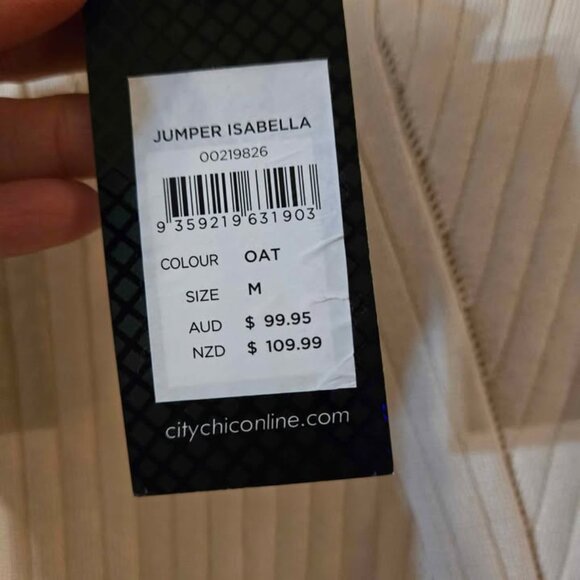 JUMPER ISABELLA
00219826
9 359219 631903
COLOUR OAT
SIZE M
AUD $ 99.95
NZD $ 109.99
citychiconline.com